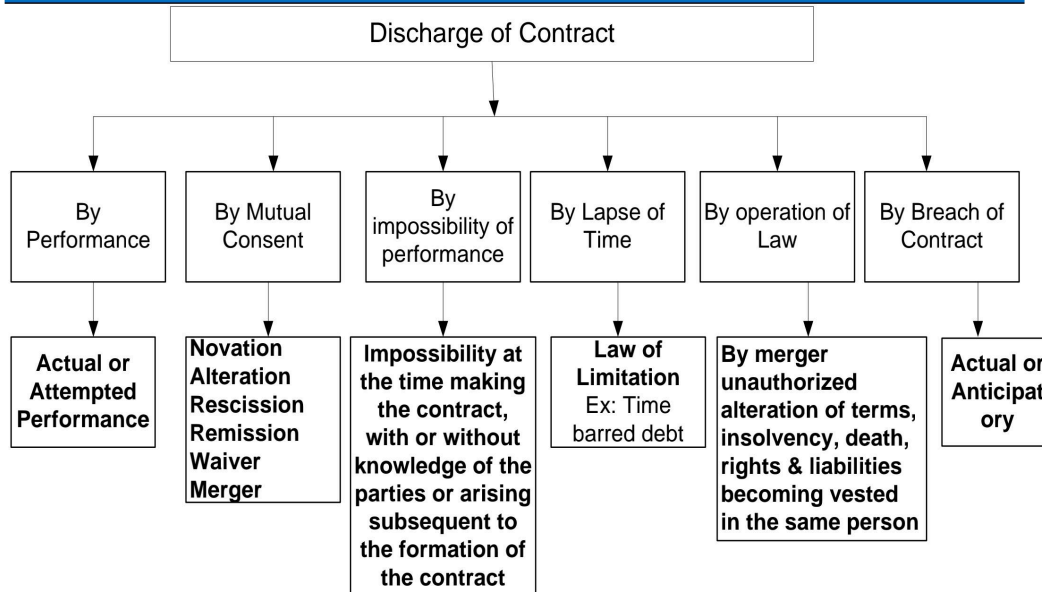 Discharge of Contract
By
Performance
By Mutual
Consent
By
impossibility of
performance
By Lapse of
Time
By operation of
Law
By Breach of
Contract
Actual or
Attempted
Performance
Novation
Alteration
Rescission
Remission
Waiver
Merger
Impossibility at
the time making
the contract,
with or without
knowledge of the
parties or arising
subsequent to
the formation of
the contract
Law of
Limitation
Ex: Time
barred debt
By merger
unauthorized
alteration of terms,
insolvency, death,
rights & liabilities
becoming vested
in the same person
Actual or
Anticipat
ory